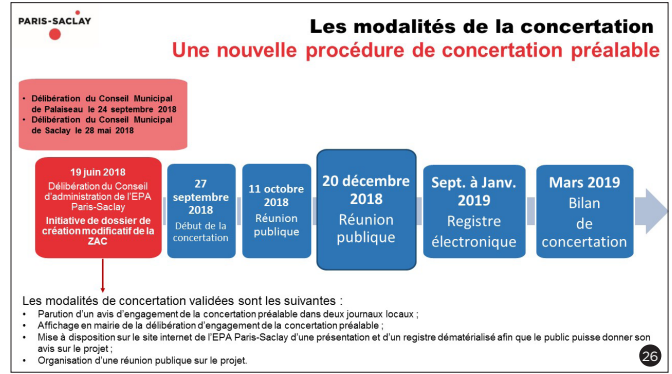 PARIS-SACLAY
Les modalités de la concertation
Une nouvelle procédure de concertation préalable
• Délibération du Conseil Municipal
de Palaiseau le 24 septembre 2018
• Délibération du Conseil Municipal
de Saclay le 28 mai 2018
19 juin 2018
Délibération du Conseil
d'administration de l'EPA
Paris-Saclay
Initiative de dossier de
création modificatif de la
ZAC
27
septembre
2018
Début de la
concertation
11 octobre
2018
Réunion
publique
20 décembre
2018
Réunion
publique
Sept. à Janv.
2019
Registre
électronique
Mars 2019
Bilan
de
concertation
Les modalités de concertation validées sont les suivantes :
• Parution d'un avis d'engagement de la concertation préalable dans deux journaux locaux ;
• Affichage en mairie de la délibération d'engagement de la concertation préalable ;
• Mise à disposition sur le site internet de l'EPA Paris-Saclay d'une présentation et d'un registre dématérialisé afin que le public puisse donner son
avis sur le projet ;
• Organisation d'une réunion publique sur le projet.
26